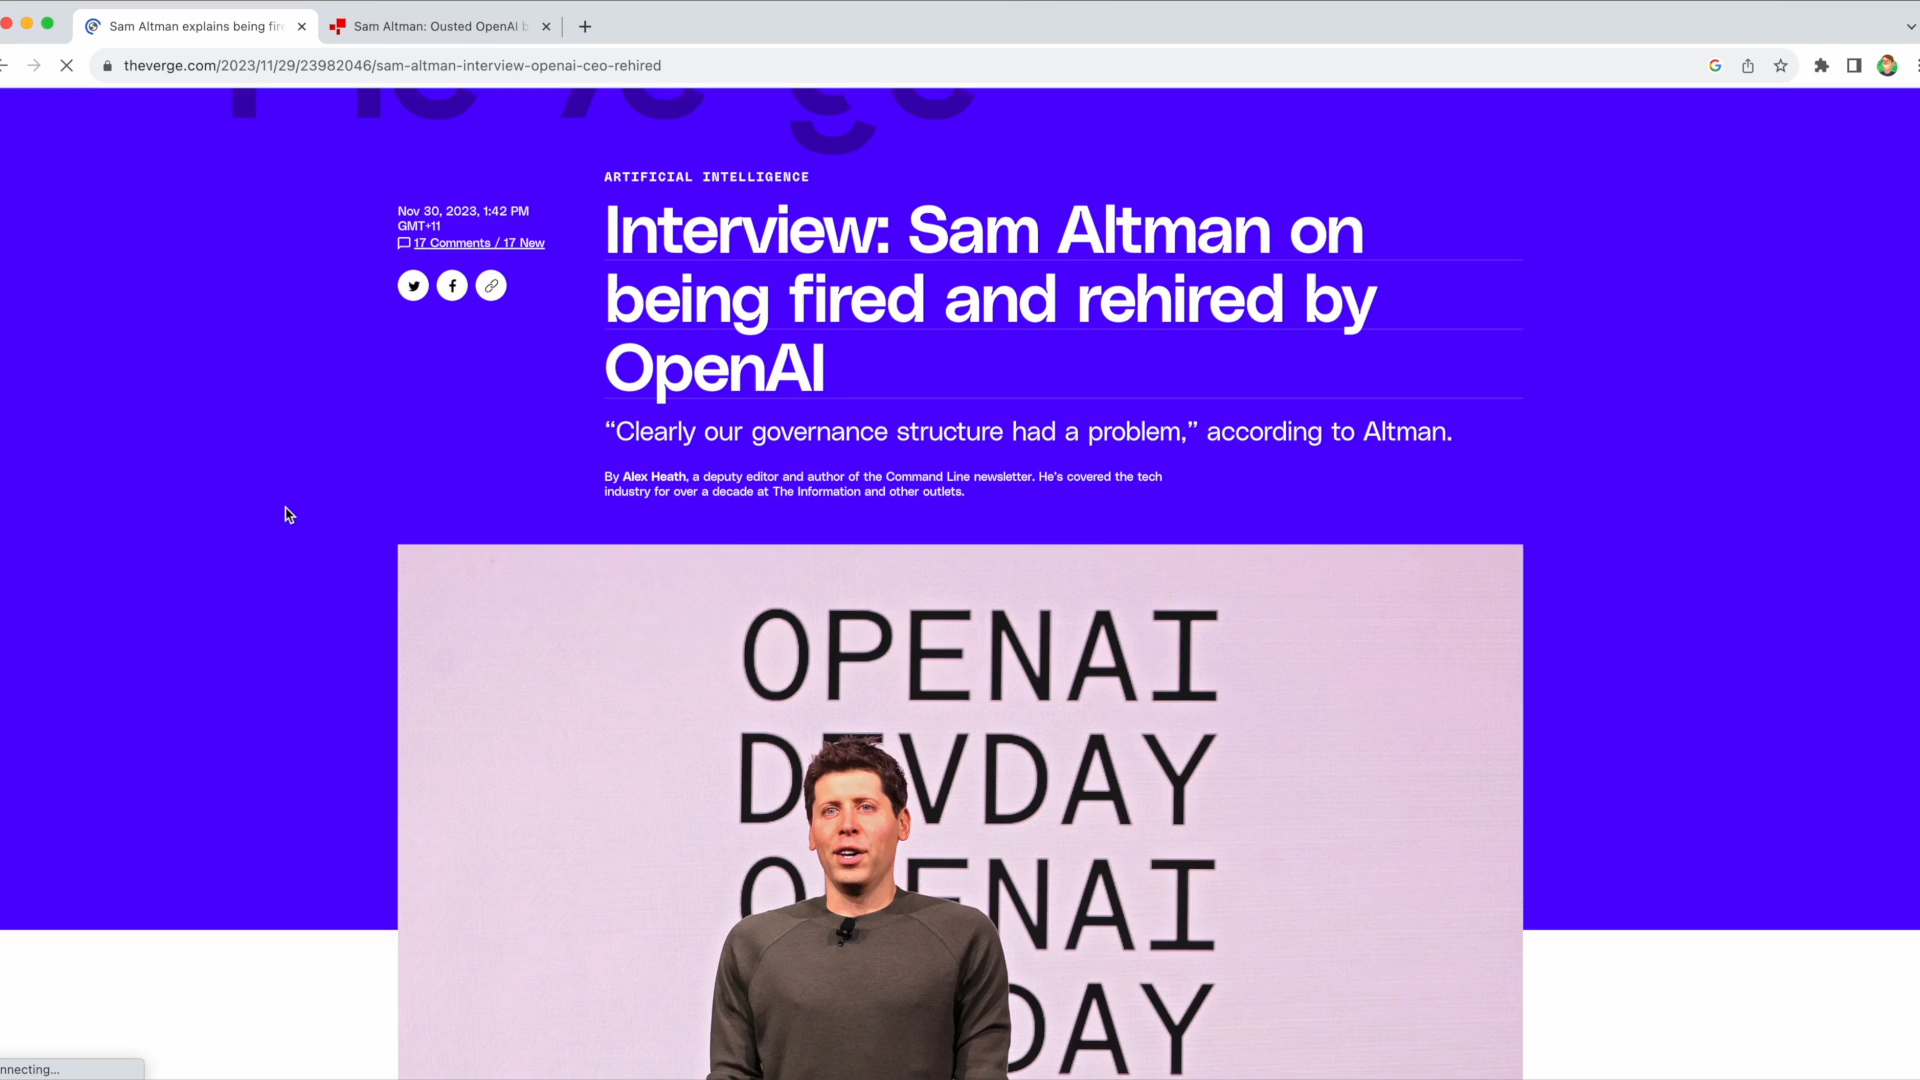 Sam Altman explains being fir
Sam Altman: Ousted OpenAI b
theverge.com/2023/11/29/23982046/sam-altman-interview-openai-ceo-rehired
ARTIFICIAL INTELLIGENCE
Nov 30, 2023, 1:42 PM
GMT+11
17 Comments / 17 New
Interview: Sam Altman on
being fired and rehired by
OpenAI
“Clearly our governance structure had a problem,” according to Altman.
By Alex Heath, a deputy editor and author of the Command Line newsletter. He’s covered the tech
industry for over a decade at The Information and other outlets.
OPENAI
DEVDAY
OPENAI
DAY
nnecting...